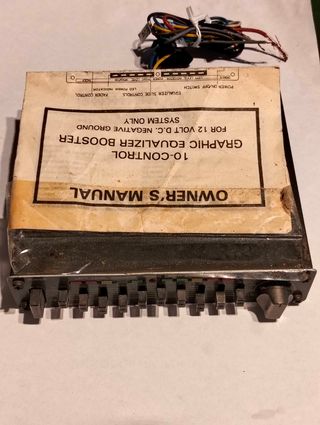 OWNER'S MANUAL
10-CONTROL
GRAPHIC EQUALIZER BOOSTER
FOR 12 VOLT D.C. NEGATIVE GROUND
SYSTEM ONLY
LED POWER INDICATOR FADER CONTROL
EQUALIZER SLIDE CONTROLS
POWER ON/OFF SWITCH